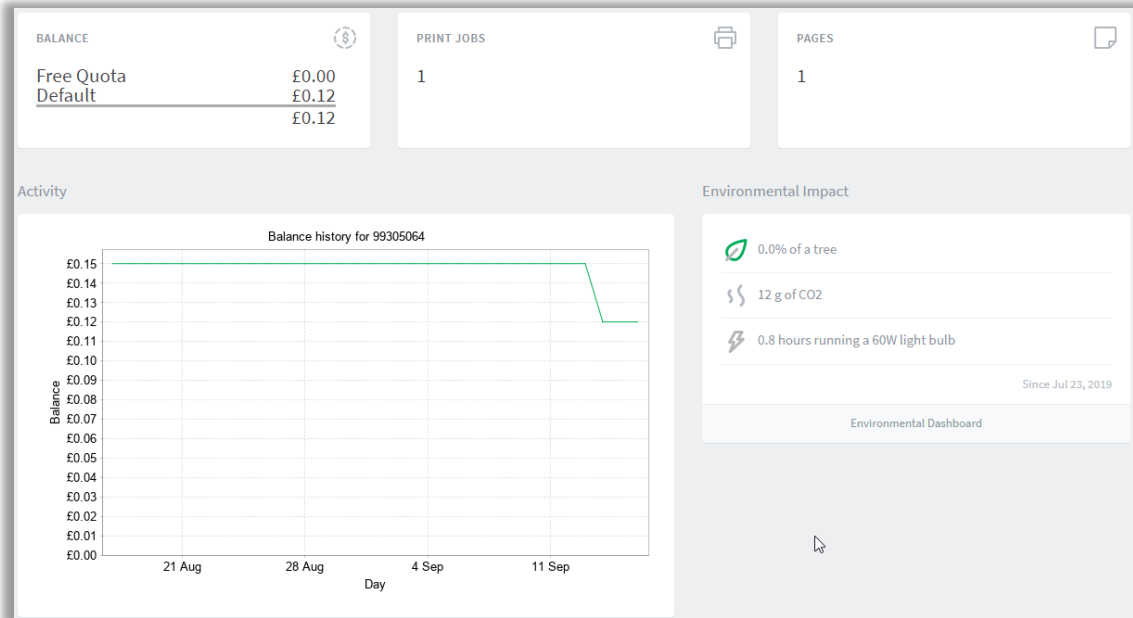 BALANCE
Free Quota £0.00
Default £0.12
£0.12
PRINT JOBS
1
PAGES
1
Activity
Balance history for 99305064
£0.15
£0.14
£0.13
£0.12
£0.11
£0.10
£0.09
£0.08
£0.07
£0.06
£0.05
£0.04
£0.03
£0.02
£0.01
£0.00
Balance
21 Aug 28 Aug 4 Sep 11 Sep
Day
Environmental Impact
0.0% of a tree
12 g of CO2
0.8 hours running a 60W light bulb
Since Jul 23, 2019
Environmental Dashboard